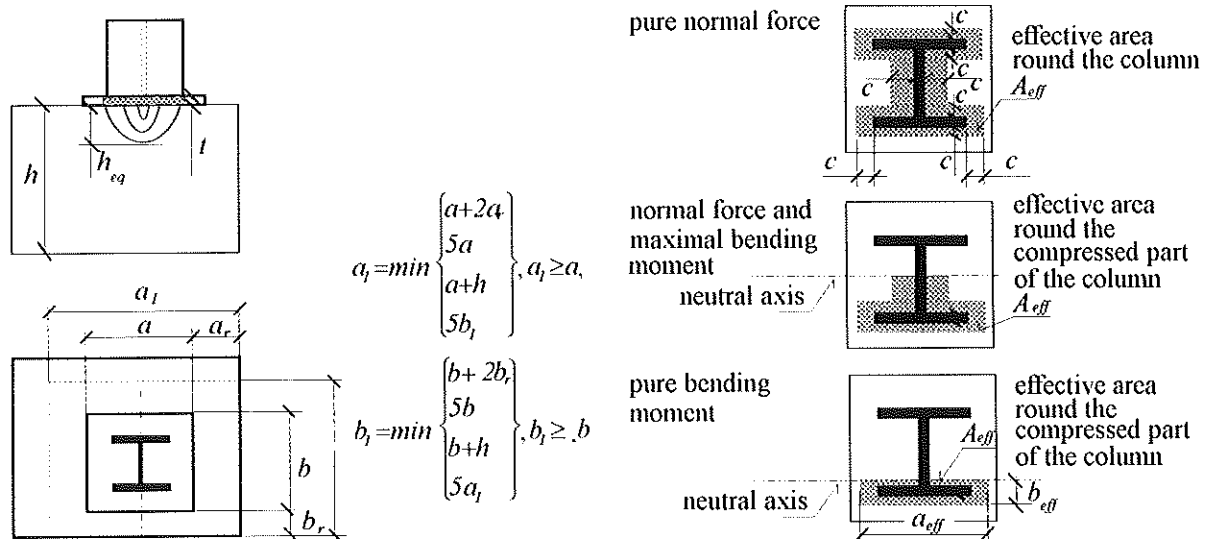 h
h_eq
t
a_1
a
a_r
b
b_r
a_1=min { a+2a_r
5a
a+h
5b_1 } , a_1≥a,
b_1=min { b+ 2b_r
5b
b+h
5a_1 } , b_1≥ .b
pure normal force
c
c
c
c
c
c
c
c
effective area
round the column
A_eff
normal force and
maximal bending
moment
neutral axis
effective area
round the
compressed part
of the column
A_eff
pure bending
moment
neutral axis
effective area
round the
compressed part
of the column
A_eff
b_eff
a_eff